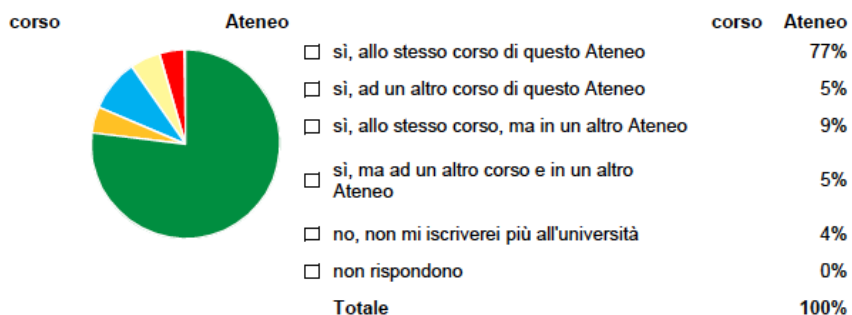 corso Ateneo corso Ateneo
sì, allo stesso corso di questo Ateneo 77%
sì, ad un altro corso di questo Ateneo 5%
sì, allo stesso corso, ma in un altro Ateneo 9%
sì, ma ad un altro corso e in un altro
Ateneo 5%
no, non mi iscriverei più all'università 4%
non rispondono 0%
Totale 100%